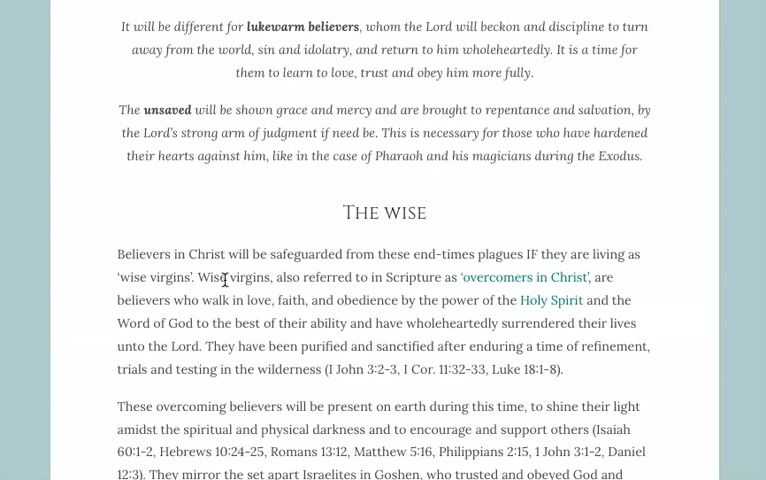 It will be different for lukewarm believers, whom the Lord will beckon and discipline to turn
away from the world, sin and idolatry, and return to him wholeheartedly. It is a time for
them to learn to love, trust and obey him more fully.
The unsaved will be shown grace and mercy and are brought to repentance and salvation, by
the Lord's strong arm of judgment if need be. This is necessary for those who have hardened
their hearts against him, like in the case of Pharaoh and his magicians during the Exodus.
The wise
Believers in Christ will be safeguarded from these end-times plagues IF they are living as
‘wise virgins’. Wise virgins, also referred to in Scripture as ‘overcomers in Christ’, are
believers who walk in love, faith, and obedience by the power of the Holy Spirit and the
Word of God to the best of their ability and have wholeheartedly surrendered their lives
unto the Lord. They have been purified and sanctified after enduring a time of refinement,
trials and testing in the wilderness (I John 3:2-3, I Cor. 11:32-33, Luke 18:1-8).
These overcoming believers will be present on earth during this time, to shine their light
amidst the spiritual and physical darkness and to encourage and support others (Isaiah
60:1-2, Hebrews 10:24-25, Romans 13:12, Matthew 5:16, Philippians 2:15, 1 John 3:1-2, Daniel
12:3). They mirror the set apart Israelites in Goshen, who trusted and obeyed God and